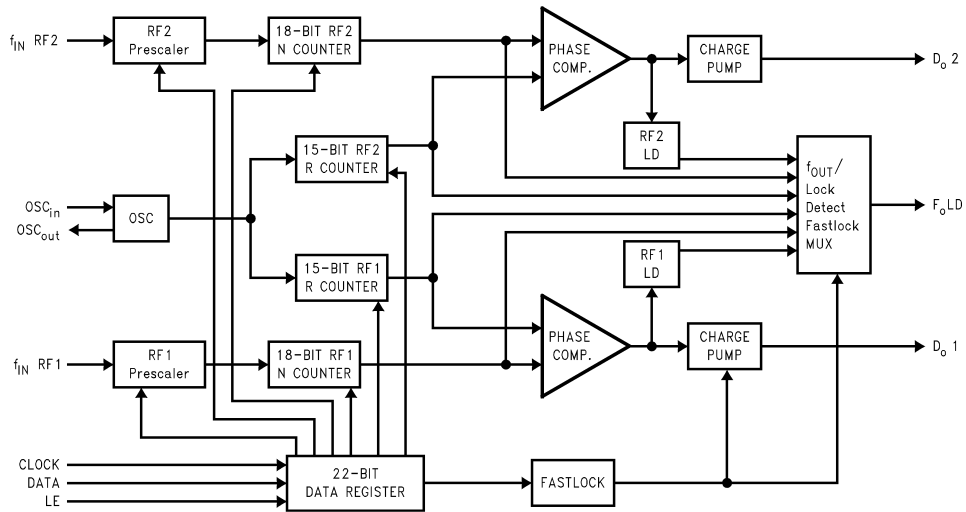 f_IN RF2
RF2
Prescaler
18-BIT RF2
N COUNTER
PHASE
COMP.
CHARGE
PUMP
D_o 2
RF2
LD
15-BIT RF2
R COUNTER
OSC_in
OSC_out
OSC
f_OUT/
Lock
Detect
Fastlock
MUX
F_oLD
15-BIT RF1
R COUNTER
RF1
LD
f_IN RF1
RF1
Prescaler
18-BIT RF1
N COUNTER
PHASE
COMP.
CHARGE
PUMP
D_o 1
CLOCK
DATA
LE
22-BIT
DATA REGISTER
FASTLOCK